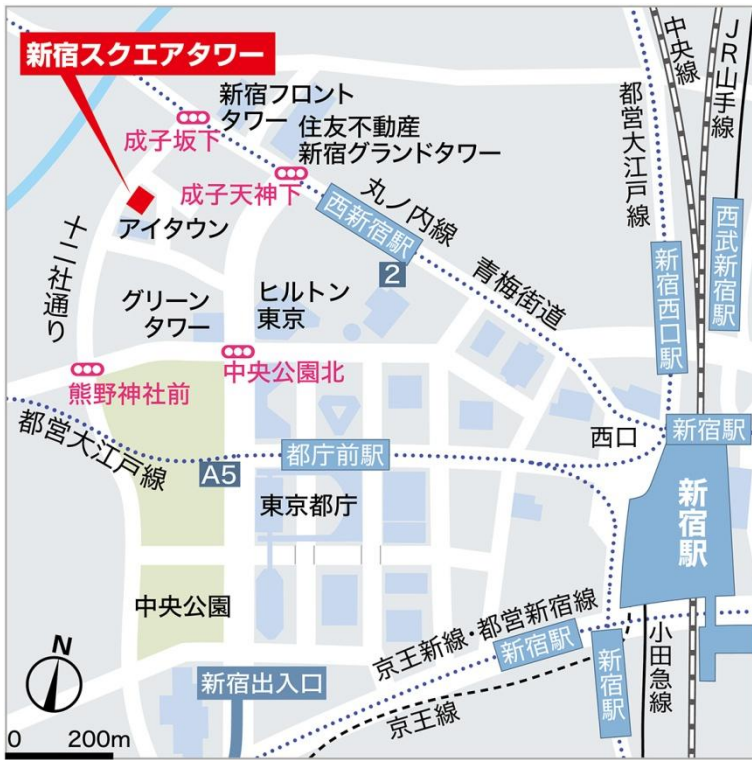 新宿スクエアタワー
新宿フロント
タワー
成子坂下
住友不動産
新宿グランドタワー
成子天神下
中央線
JR山手線
都営大江戸線
丸ノ内線
西新宿駅
2
青梅街道
アイタウン
十二社通り
グリーン
タワー
ヒルトン
東京
新宿西口駅
西武新宿駅
中央公園北
熊野神社前
都営大江戸線
A5
都庁前駅
西口
新宿駅
新宿駅
東京都庁
中央公園
京王新線・都営新宿線
新宿駅
新宿駅
小田急線
京王線
新宿出入口
N
0 200m